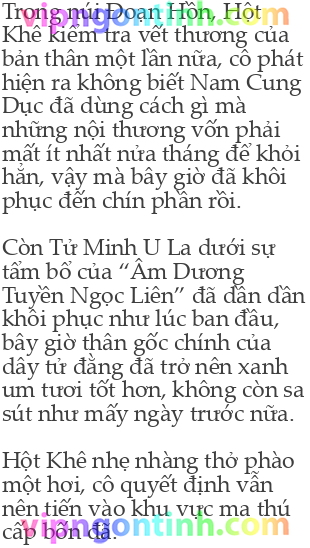 Trong núi Đoạn Hồn, Hột
Khê kiểm tra vết thương của
bản thân một lần nữa, cô phát
hiện ra không biết Nam Cung
Dục đã dùng cách gì mà
những nội thương vốn phải
mất ít nhất nửa tháng để khỏi
hẳn, vậy mà bây giờ đã khôi
phục đến chín phần rồi.
Còn Tử Minh U La dưới sự
tẩm bổ của “Âm Dương
Tuyền Ngọc Liên” đã dần dần
khôi phục như lúc ban đầu,
bây giờ thân gốc chính của
dây tử đằng đã trở nên xanh
um tươi tốt hơn, không còn sa
sút như mấy ngày trước nữa.
Hột Khê nhẹ nhàng thở phào
một hơi, cô quyết định vẫn
nên tiến vào khu vực ma thú
cấp bốn đã.
vipngontinh.com
vipngontinh.com